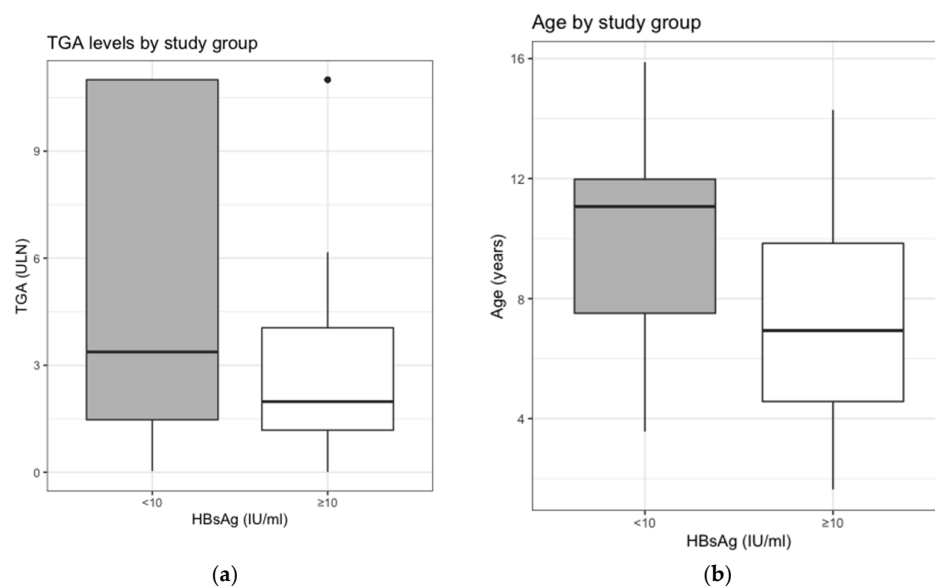 TGA levels by study group
9
6
3
0
TGA (ULN)
<10
≥10
HBsAg (IU/ml)
(a)
Age by study group
16
12
8
4
Age (years)
<10
≥10
HBsAg (IU/ml)
(b)